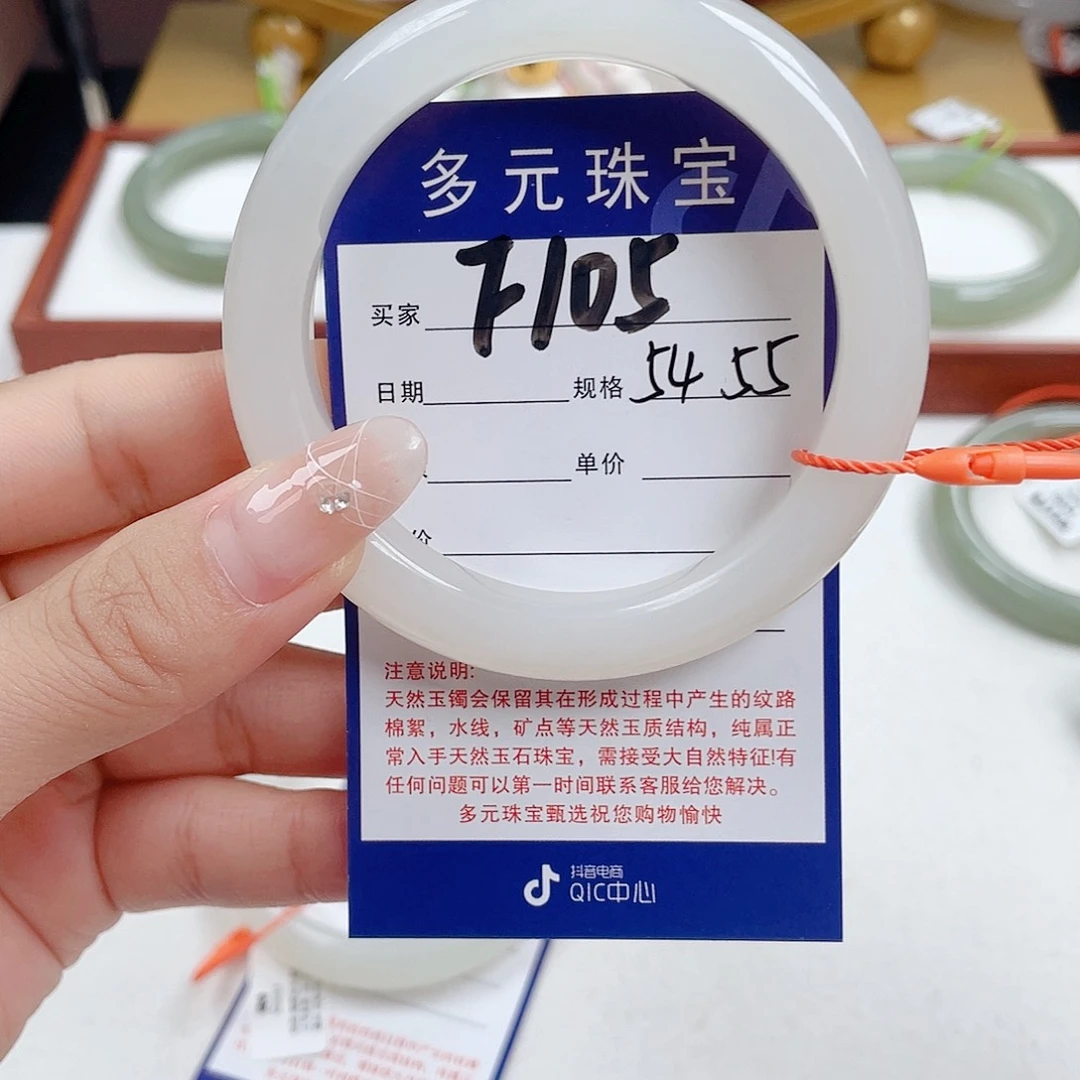 多元珠宝
买家 F105
日期 规格 54 55
单价
价
注意说明:
天然玉镯会保留其在形成过程中产生的纹路
棉絮，水线，矿点等天然玉质结构，纯属正
常入手天然玉石珠宝，需接受大自然特征!有
任何问题可以第一时间联系客服给您解决。
多元珠宝甄选祝您购物愉快
抖音电商
QIC中心